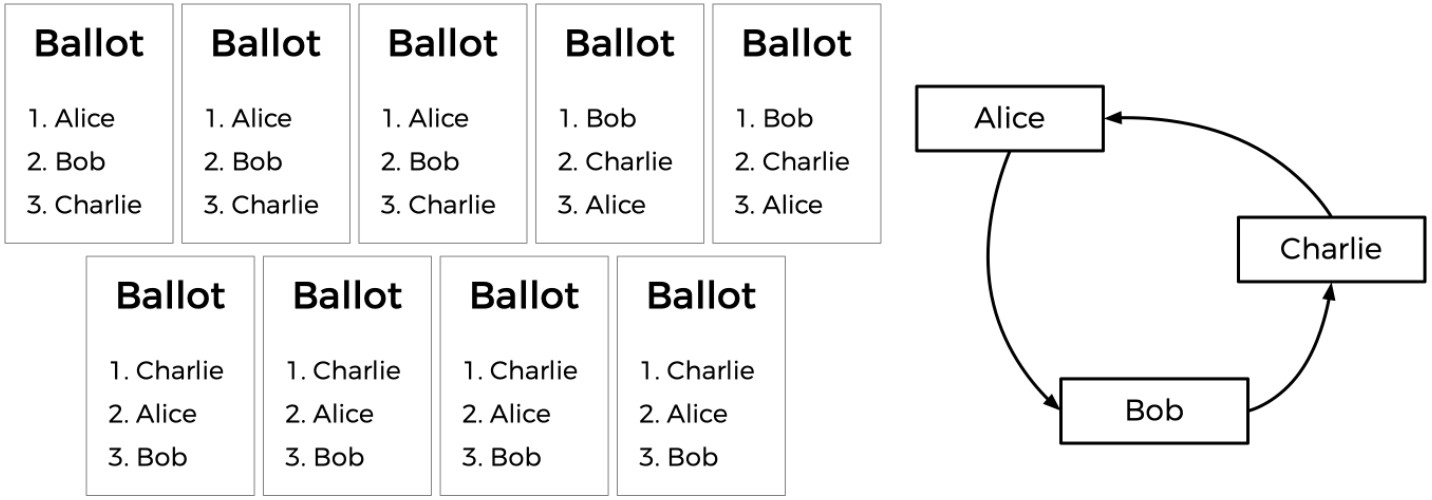 Ballot
1. Alice
2. Bob
3. Charlie
Ballot
1. Alice
2. Bob
3. Charlie
Ballot
1. Alice
2. Bob
3. Charlie
Ballot
1. Bob
2. Charlie
3. Alice
Ballot
1. Bob
2. Charlie
3. Alice
Ballot
1. Charlie
2. Alice
3. Bob
Ballot
1. Charlie
2. Alice
3. Bob
Ballot
1. Charlie
2. Alice
3. Bob
Ballot
1. Charlie
2. Alice
3. Bob
Alice
Charlie
Bob